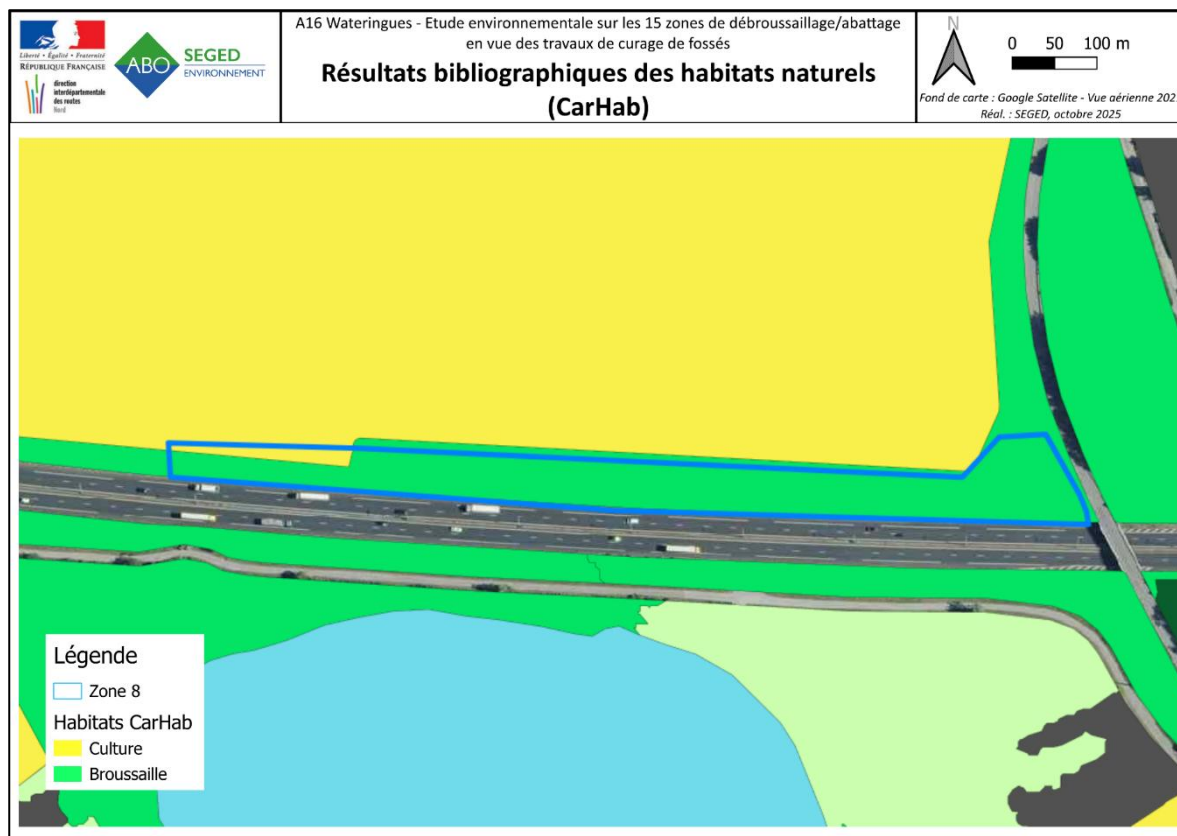 Liberté • Égalité • Fraternité
RÉPUBLIQUE FRANÇAISE
direction
interdépartementale
des routes
Nord
ABO
SEGED
ENVIRONNEMENT
A16 Wateringues - Etude environnementale sur les 15 zones de débroussaillage/abattage
en vue des travaux de curage de fossés
Résultats bibliographiques des habitats naturels
(CarHab)
N
0 50 100 m
Fond de carte : Google Satellite - Vue aérienne
Réal. : SEGED, octobre 2025
Légende
Zone 8
Habitats CarHab
Culture
Broussaille